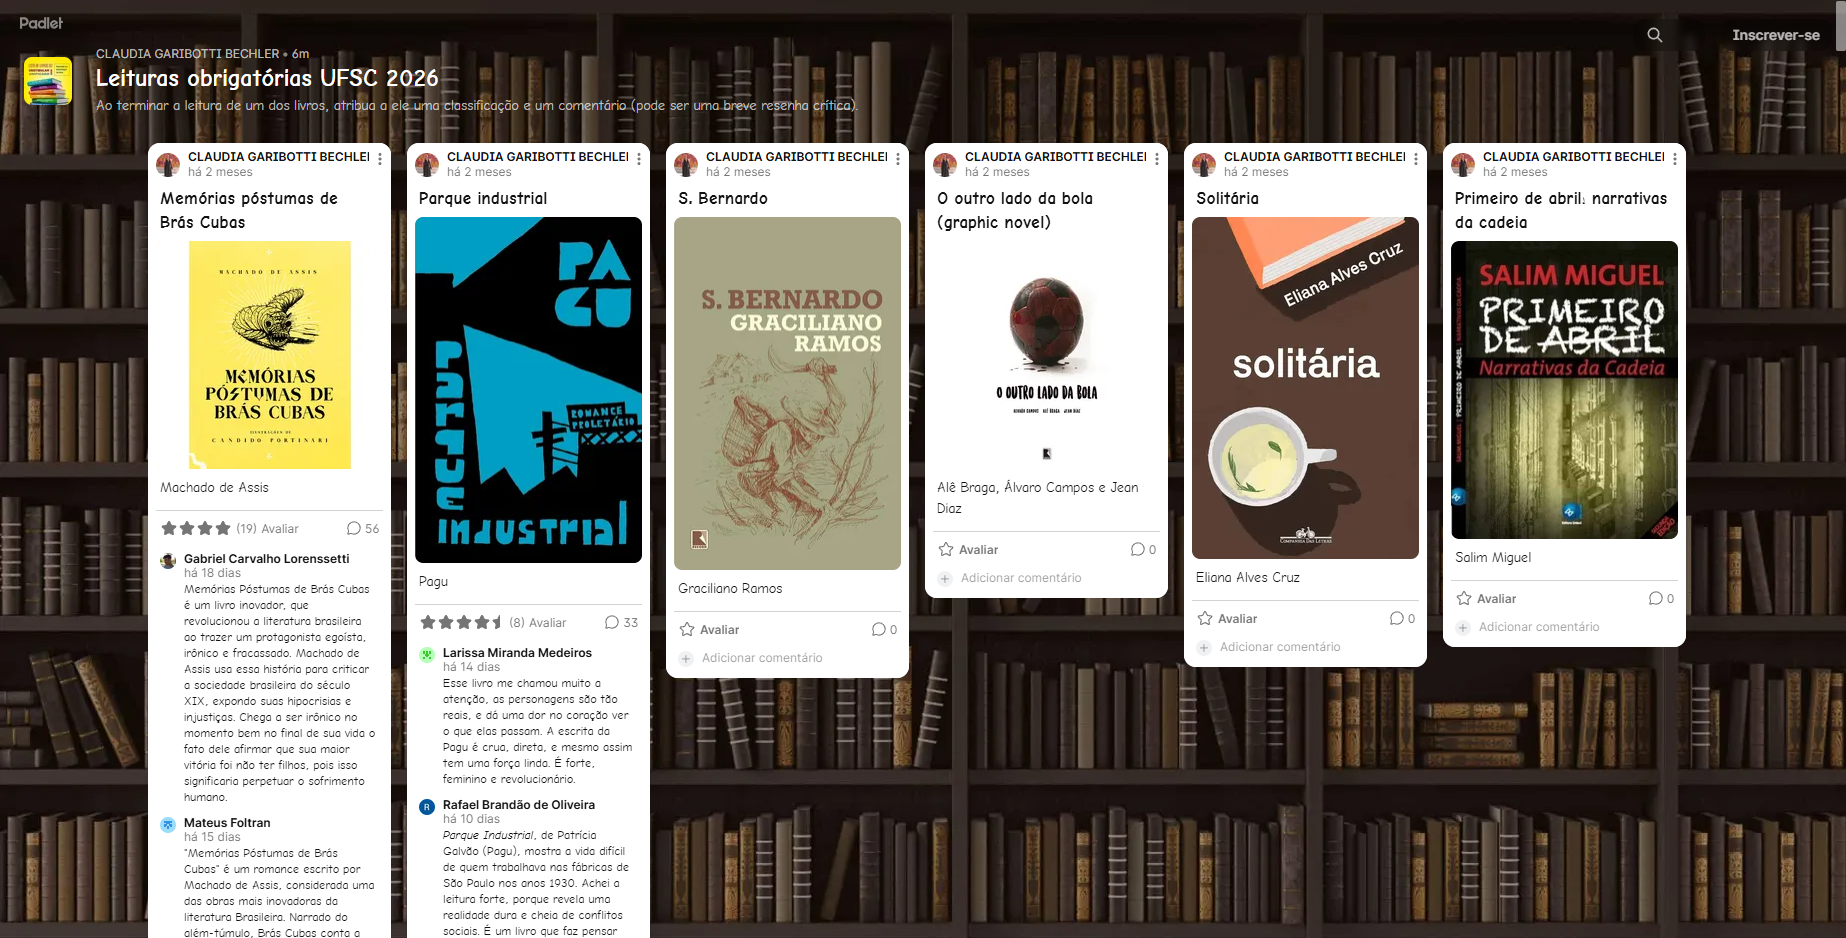 Padlet
CLAUDIA GARIBOTTI BECHLER • 6m
Leituras obrigatórias UFSC 2026
Ao terminar a leitura de um dos livros, atribua a ele uma classificação e um comentário (pode ser uma breve resenha crítica).
Inscrever-se
CLAUDIA GARIBOTTI BECHLER
há 2 meses
Memórias póstumas de
Brás Cubas
MACHADO DE ASSIS
MEMÓRIAS
PÓSTUMAS DE
BRÁS CUBAS
ILUSTRAÇÕES DE
CANDIDO PORTINARI
Machado de Assis
(19) Avaliar
56
Gabriel Carvalho Lorenssetti
há 18 dias
Memórias Póstumas de Brás Cubas
é um livro inovador, que
revolucionou a literatura brasileira
ao trazer um protagonista egoísta,
irônico e fracassado. Machado de
Assis usa essa história para criticar
a sociedade brasileira do século
XIX, expondo suas hipocrisias e
injustiças. Chega a ser irônico no
momento bem no final de sua vida o
fato dele afirmar que sua maior
vitória foi não ter filhos, pois isso
significaria perpetuar o sofrimento
humano.
Mateus Foltran
há 15 dias
"Memórias Póstumas de Brás
Cubas" é um romance escrito por
Machado de Assis, considerada uma
das obras mais inovadoras da
literatura Brasileira. Narrado do
além-túmulo, Brás Cubas conta a
CLAUDIA GARIBOTTI BECHLEI
há 2 meses
Parque industrial
PAGU
PARQUE
ROMANCE
PROLETÁRIO
INDUSTRIAL
Pagu
(8) Avaliar
33
Larissa Miranda Medeiros
há 14 dias
Esse livro me chamou muito a
atenção, as personagens são tão
reais, e dá uma dor no coração ver
o que elas passam. A escrita da
Pagu é crua, direta, e mesmo assim
tem uma força linda. É forte,
feminino e revolucionário.
R
Rafael Brandão de Oliveira
há 10 dias
Parque Industrial, de Patrícia
Galvão (Pagu), mostra a vida difícil
de quem trabalhava nas fábricas de
São Paulo nos anos 1930. Achei a
leitura forte, porque revela uma
realidade dura e cheia de conflitos
sociais. É um livro que faz pensar
CLAUDIA GARIBOTTI BECHLEI
há 2 meses
S. Bernardo
S. BERNARDO
GRACILIANO
RAMOS
Graciliano Ramos
Avaliar
0
Adicionar comentário
CLAUDIA GARIBOTTI BECHLEI
há 2 meses
O outro lado da bola
(graphic novel)
O OUTRO LADO DA BOLA
ÁLVARO CAMPOS ALÊ BRAGA JEAN DIAZ
Alê Braga, Álvaro Campos e Jean
Diaz
Avaliar
0
Adicionar comentário
CLAUDIA GARIBOTTI BECHLEI
há 2 meses
Solitária
Eliana Alves Cruz
solitária
COMPANHIA DAS LETRAS
Eliana Alves Cruz
Avaliar
0
Adicionar comentário
CLAUDIA GARIBOTTI BECHLEI
há 2 meses
Primeiro de abril: narrativas
da cadeia
SALIM MIGUEL
PRIMEIRO
DE ABRIL
Narrativas da Cadeia
SEGUNDA
EDIÇÃO
Salim Miguel
Avaliar
0
Adicionar comentário